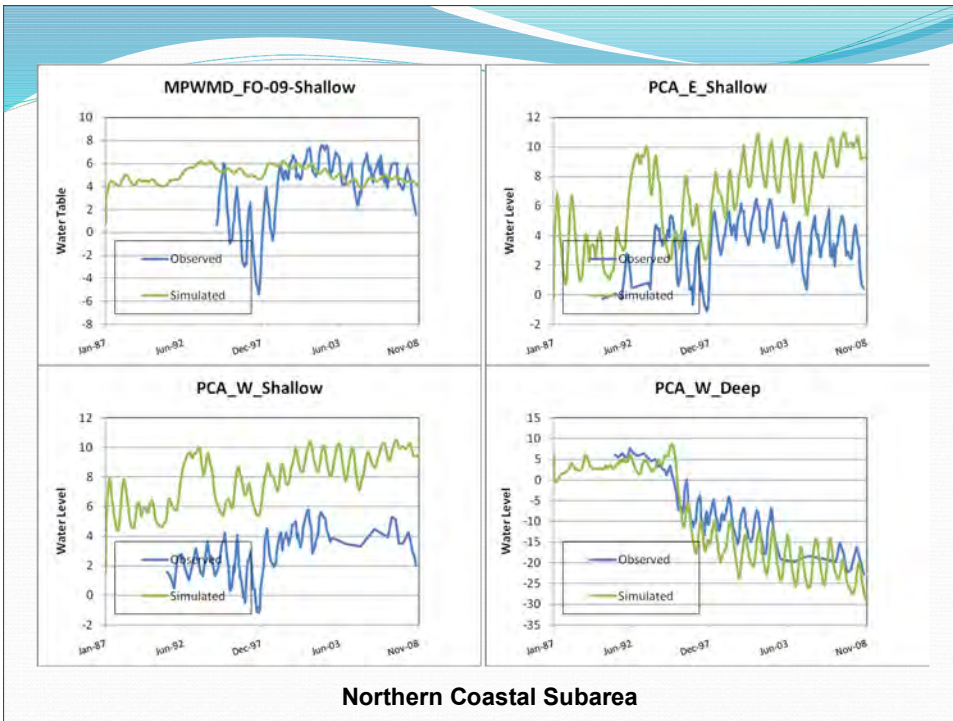 MPWMD_FO-09-Shallow
10
8
6
4
2
0
-2
-4
-6
-8
Water Table
Observed
Simulated
Jan-87
Jun-92
Dec-97
Jun-03
Nov-08
PCA_E_Shallow
12
10
8
6
4
2
0
-2
Water Level
Observed
Simulated
Jan-87
Jun-92
Dec-97
Jun-03
Nov-08
PCA_W_Shallow
12
10
8
6
4
2
0
-2
Water Level
Observed
Simulated
Jan-87
Jun-92
Dec-97
Jun-03
Nov-08
PCA_W_Deep
15
10
5
0
-5
-10
-15
-20
-25
-30
-35
Water Level
Observed
Simulated
Jan-87
Jun-92
Dec-97
Jun-03
Nov-08
Northern Coastal Subarea